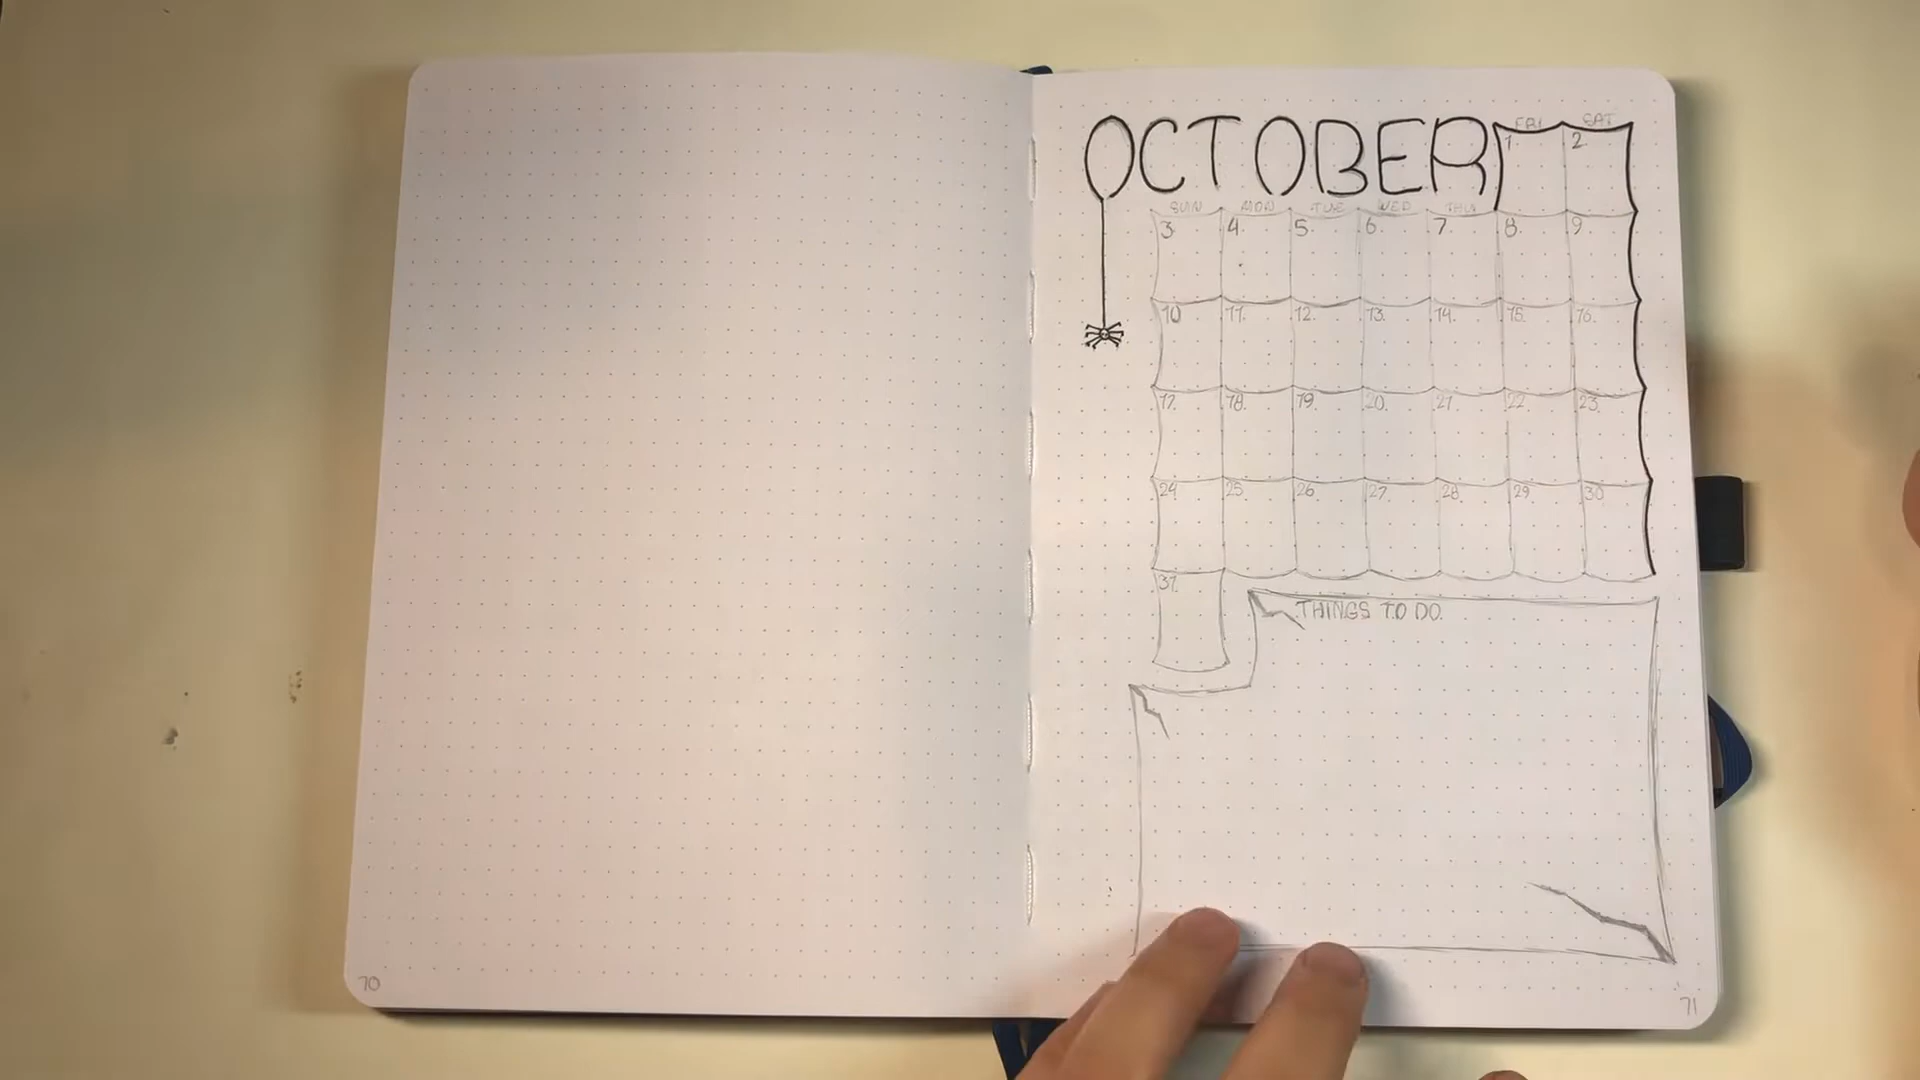 OCTOBER
FRI SAT
1 2
SUN MON TUE WED THU
3 4 5 6 7 8 9
10 11 12 13 14 15 16
17 18 19 20 21 22 23
24 25 26 27 28 29 30
31
THINGS TO DO
70
71